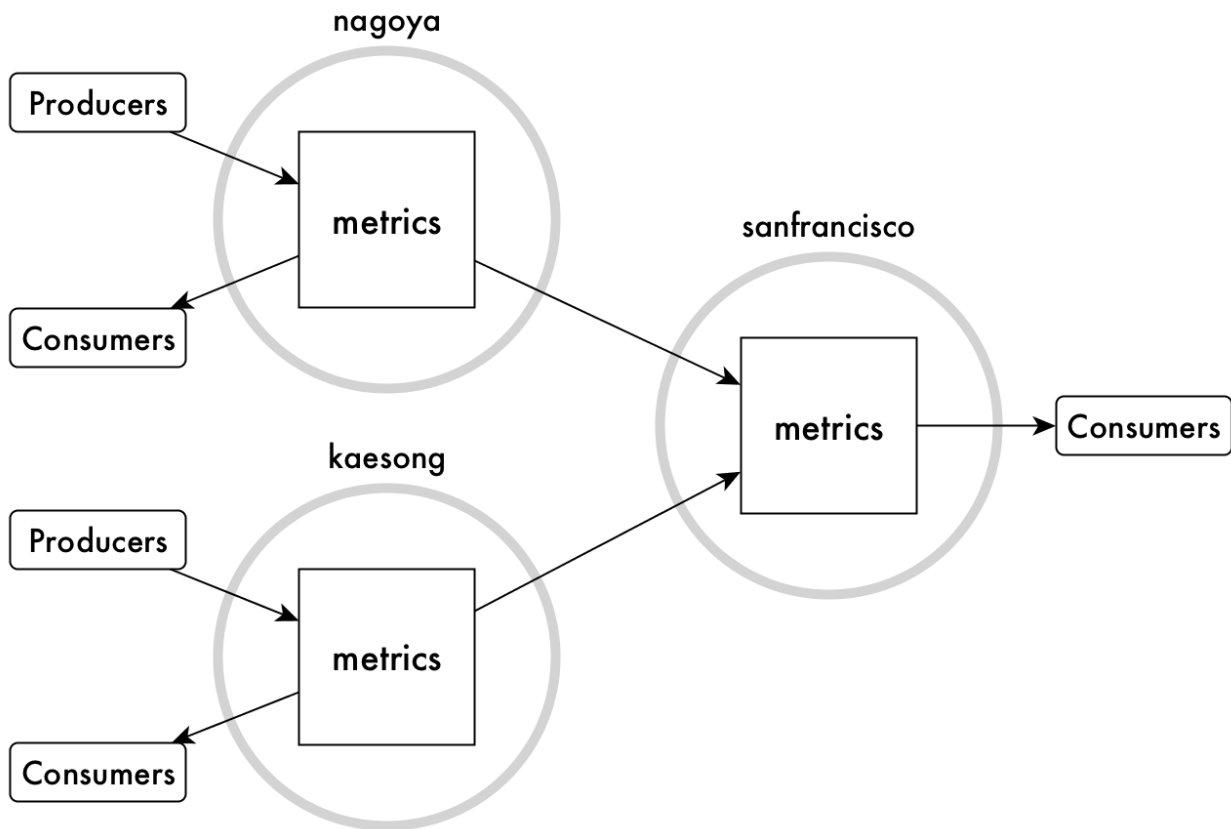 nagoya
Producers
metrics
Consumers
sanfrancisco
metrics
Consumers
kaesong
Producers
metrics
Consumers